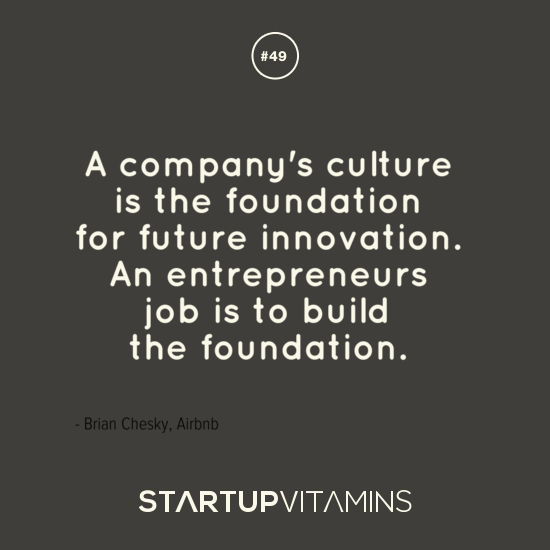 #49
A company's culture
is the foundation
for future innovation.
An entrepreneurs
job is to build
the foundation.
- Brian Chesky, Airbnb
STARTUPVITAMINS